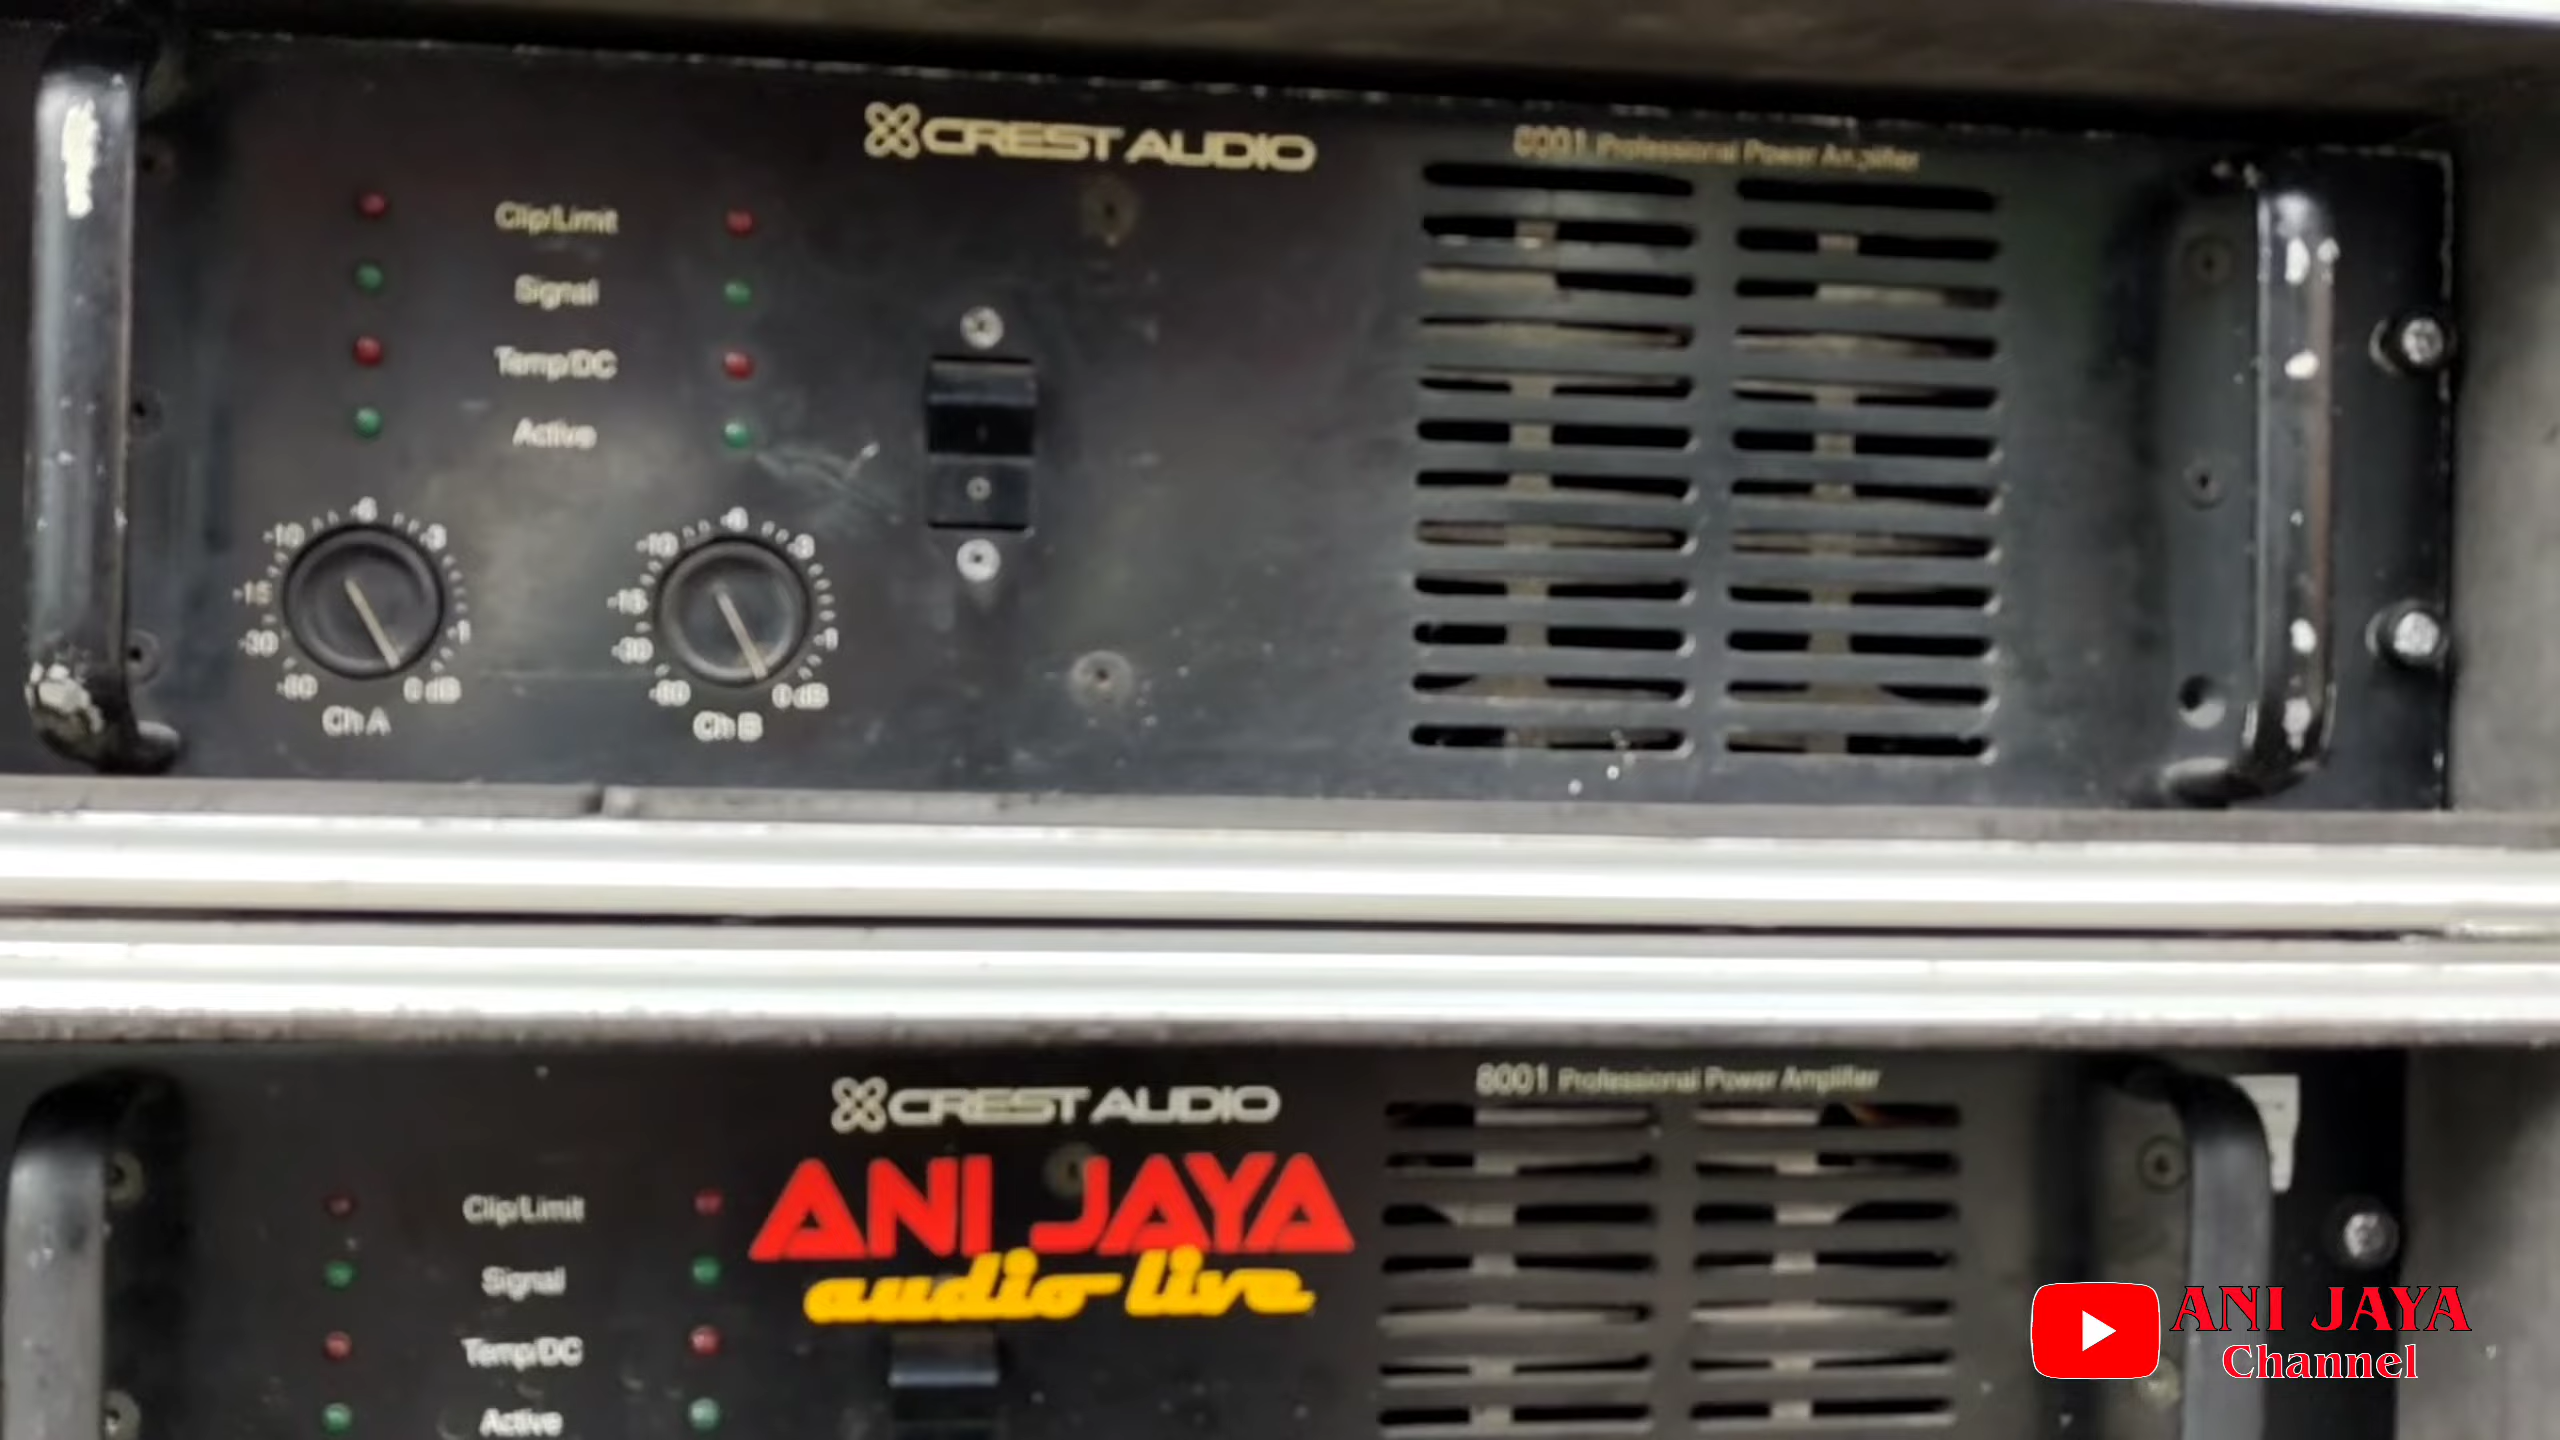 CREST AUDIO
8001 Professional Power Amplifier
Clip/Limit
Signal
Temp/DC
Active
-6
-10 -3
-15
-30 -1
-80 0 dB
Ch A
-6
-10 -3
-15
-30 -1
-80 0 dB
Ch B
CREST AUDIO
8001 Professional Power Amplifier
ANI JAYA
audio live
Clip/Limit
Signal
Temp/DC
Active
ANI JAYA
Channel